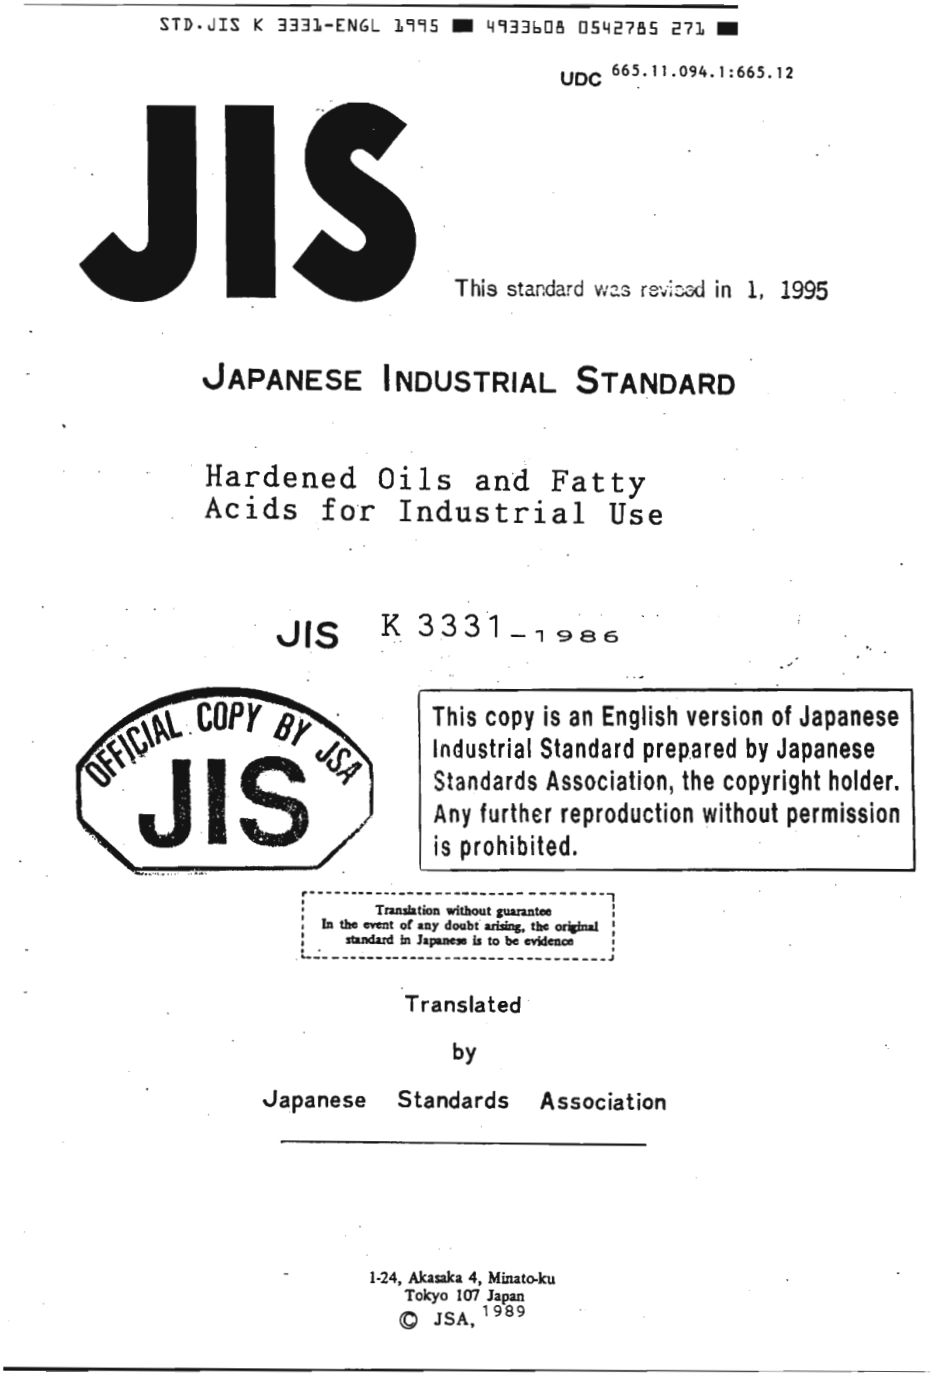 STD.JIS K 3331-ENGL 1995 ■ 4933608 0542785 271 ■
UDC 665.11.094.1:665.12
JIS
This standard was revised in 1, 1995
JAPANESE INDUSTRIAL STANDARD
Hardened Oils and Fatty
Acids for Industrial Use
JIS K 3331-1986
OFFICIAL COPY BY JSA
JIS
This copy is an English version of Japanese
Industrial Standard prepared by Japanese
Standards Association, the copyright holder.
Any further reproduction without permission
is prohibited.
Translation without guarantee
In the event of any doubt arising, the original
standard in Japanese is to be evidence
Translated
by
Japanese Standards Association
1-24, Akasaka 4, Minato-ku
Tokyo 107 Japan
© JSA, 1989